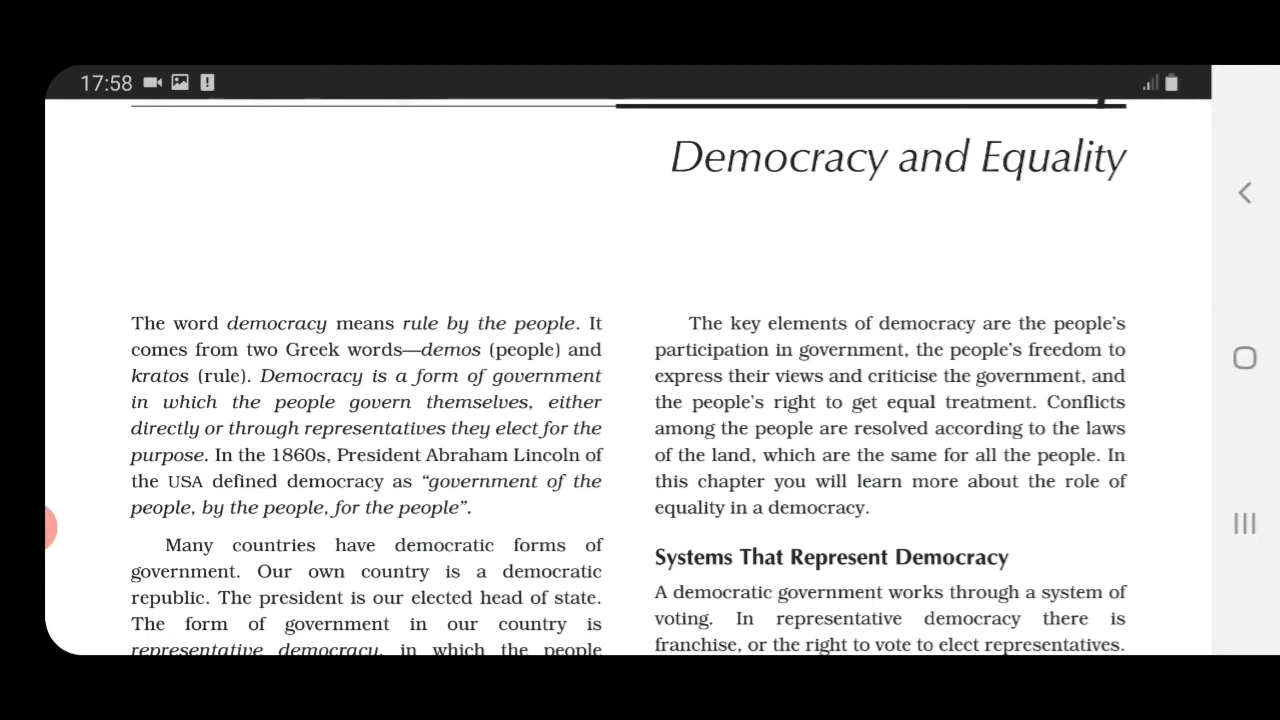 17:58
Democracy and Equality
The word democracy means rule by the people. It
comes from two Greek words—demos (people) and
kratos (rule). Democracy is a form of government
in which the people govern themselves, either
directly or through representatives they elect for the
purpose. In the 1860s, President Abraham Lincoln of
the USA defined democracy as “government of the
people, by the people, for the people”.
Many countries have democratic forms of
government. Our own country is a democratic
republic. The president is our elected head of state.
The form of government in our country is
representative democracy, in which the people
The key elements of democracy are the people’s
participation in government, the people’s freedom to
express their views and criticise the government, and
the people’s right to get equal treatment. Conflicts
among the people are resolved according to the laws
of the land, which are the same for all the people. In
this chapter you will learn more about the role of
equality in a democracy.
Systems That Represent Democracy
A democratic government works through a system of
voting. In representative democracy there is
franchise, or the right to vote to elect representatives.